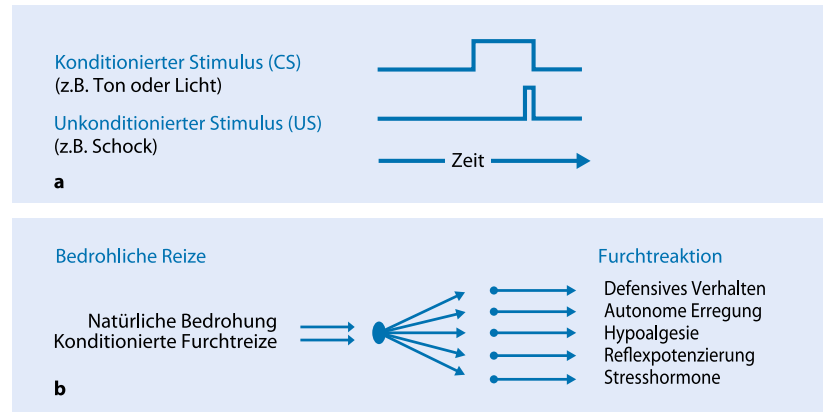 Konditionierter Stimulus (CS)
(z.B. Ton oder Licht)
Unkonditionierter Stimulus (US)
(z.B. Schock)
Zeit
a
Bedrohliche Reize
Furchtreaktion
Natürliche Bedrohung
Konditionierte Furchtreize
Defensives Verhalten
Autonome Erregung
Hypoalgesie
Reflexpotenzierung
Stresshormone
b